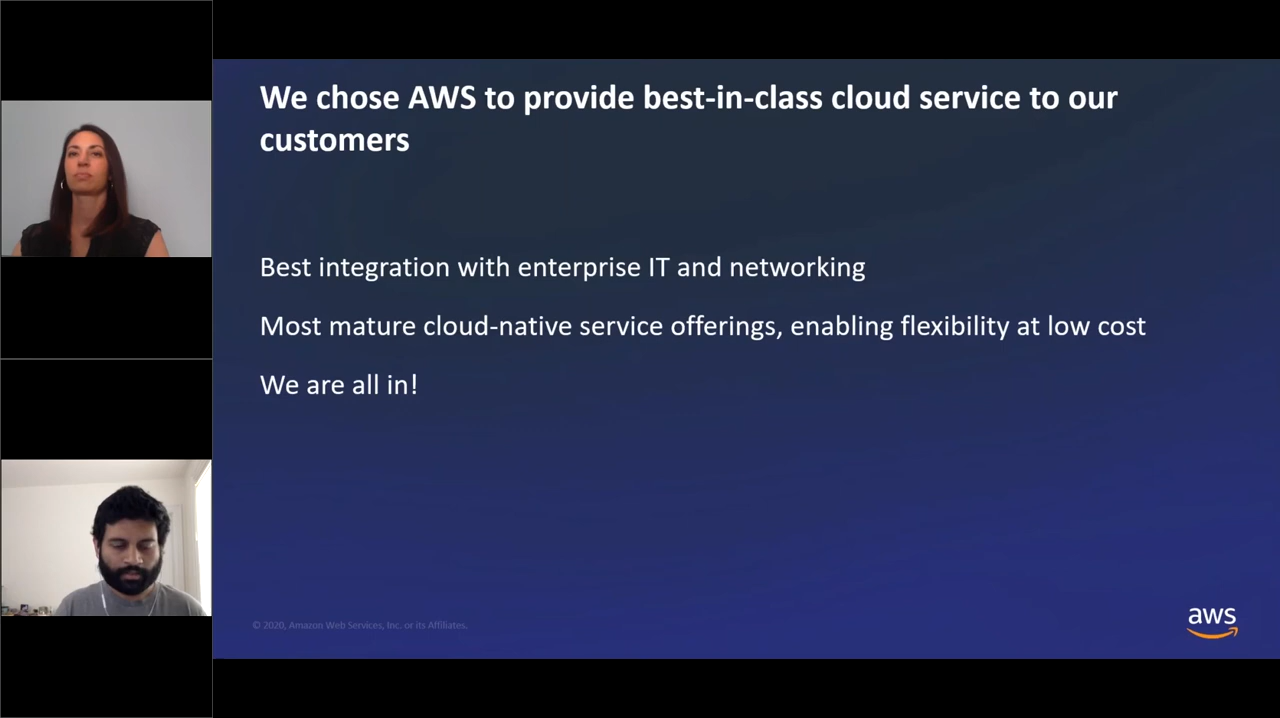 We chose AWS to provide best-in-class cloud service to our
customers
Best integration with enterprise IT and networking
Most mature cloud-native service offerings, enabling flexibility at low cost
We are all in!
© 2020, Amazon Web Services, Inc. or its Affiliates.
aws